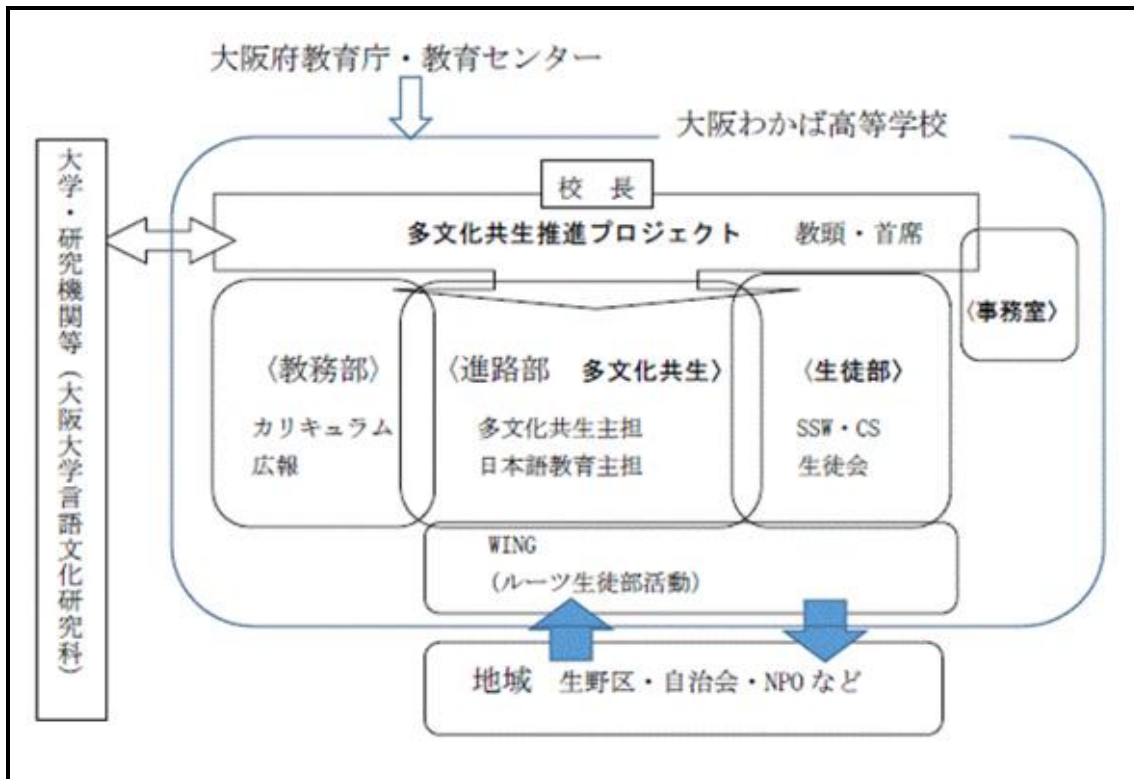 大阪府教育庁・教育センター
大阪わかば高等学校
大学・研究機関等（大阪大学言語文化研究科）
校　長
多文化共生推進プロジェクト　教頭・首席
〈事務室〉
〈教務部〉
カリキュラム
広報
〈進路部　多文化共生〉
多文化共生主担
日本語教育主担
〈生徒部〉
SSW・CS
生徒会
WING
(ルーツ生徒部活動)
地域　生野区・自治会・NPOなど